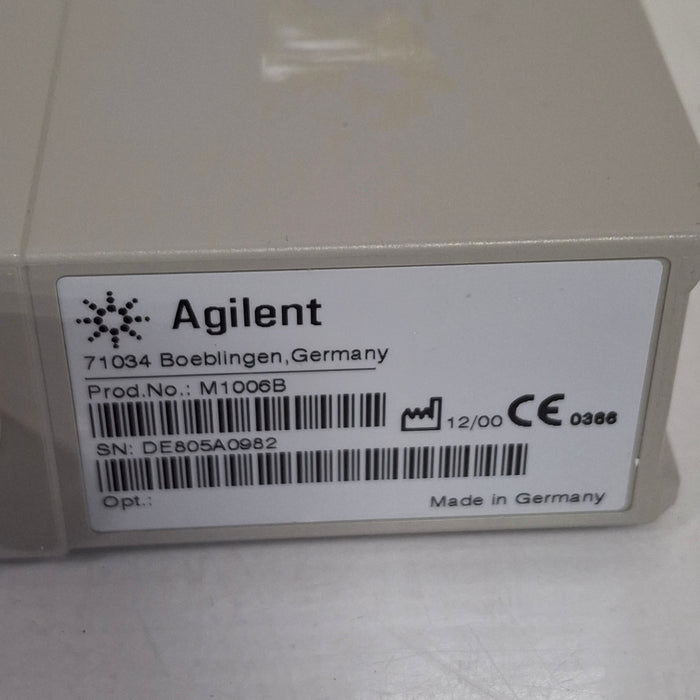 Agilent
71034 Boeblingen,Germany
Prod.No.: M1006B
12/00 CE 0366
SN: DE805A0982
Opt.:
Made in Germany